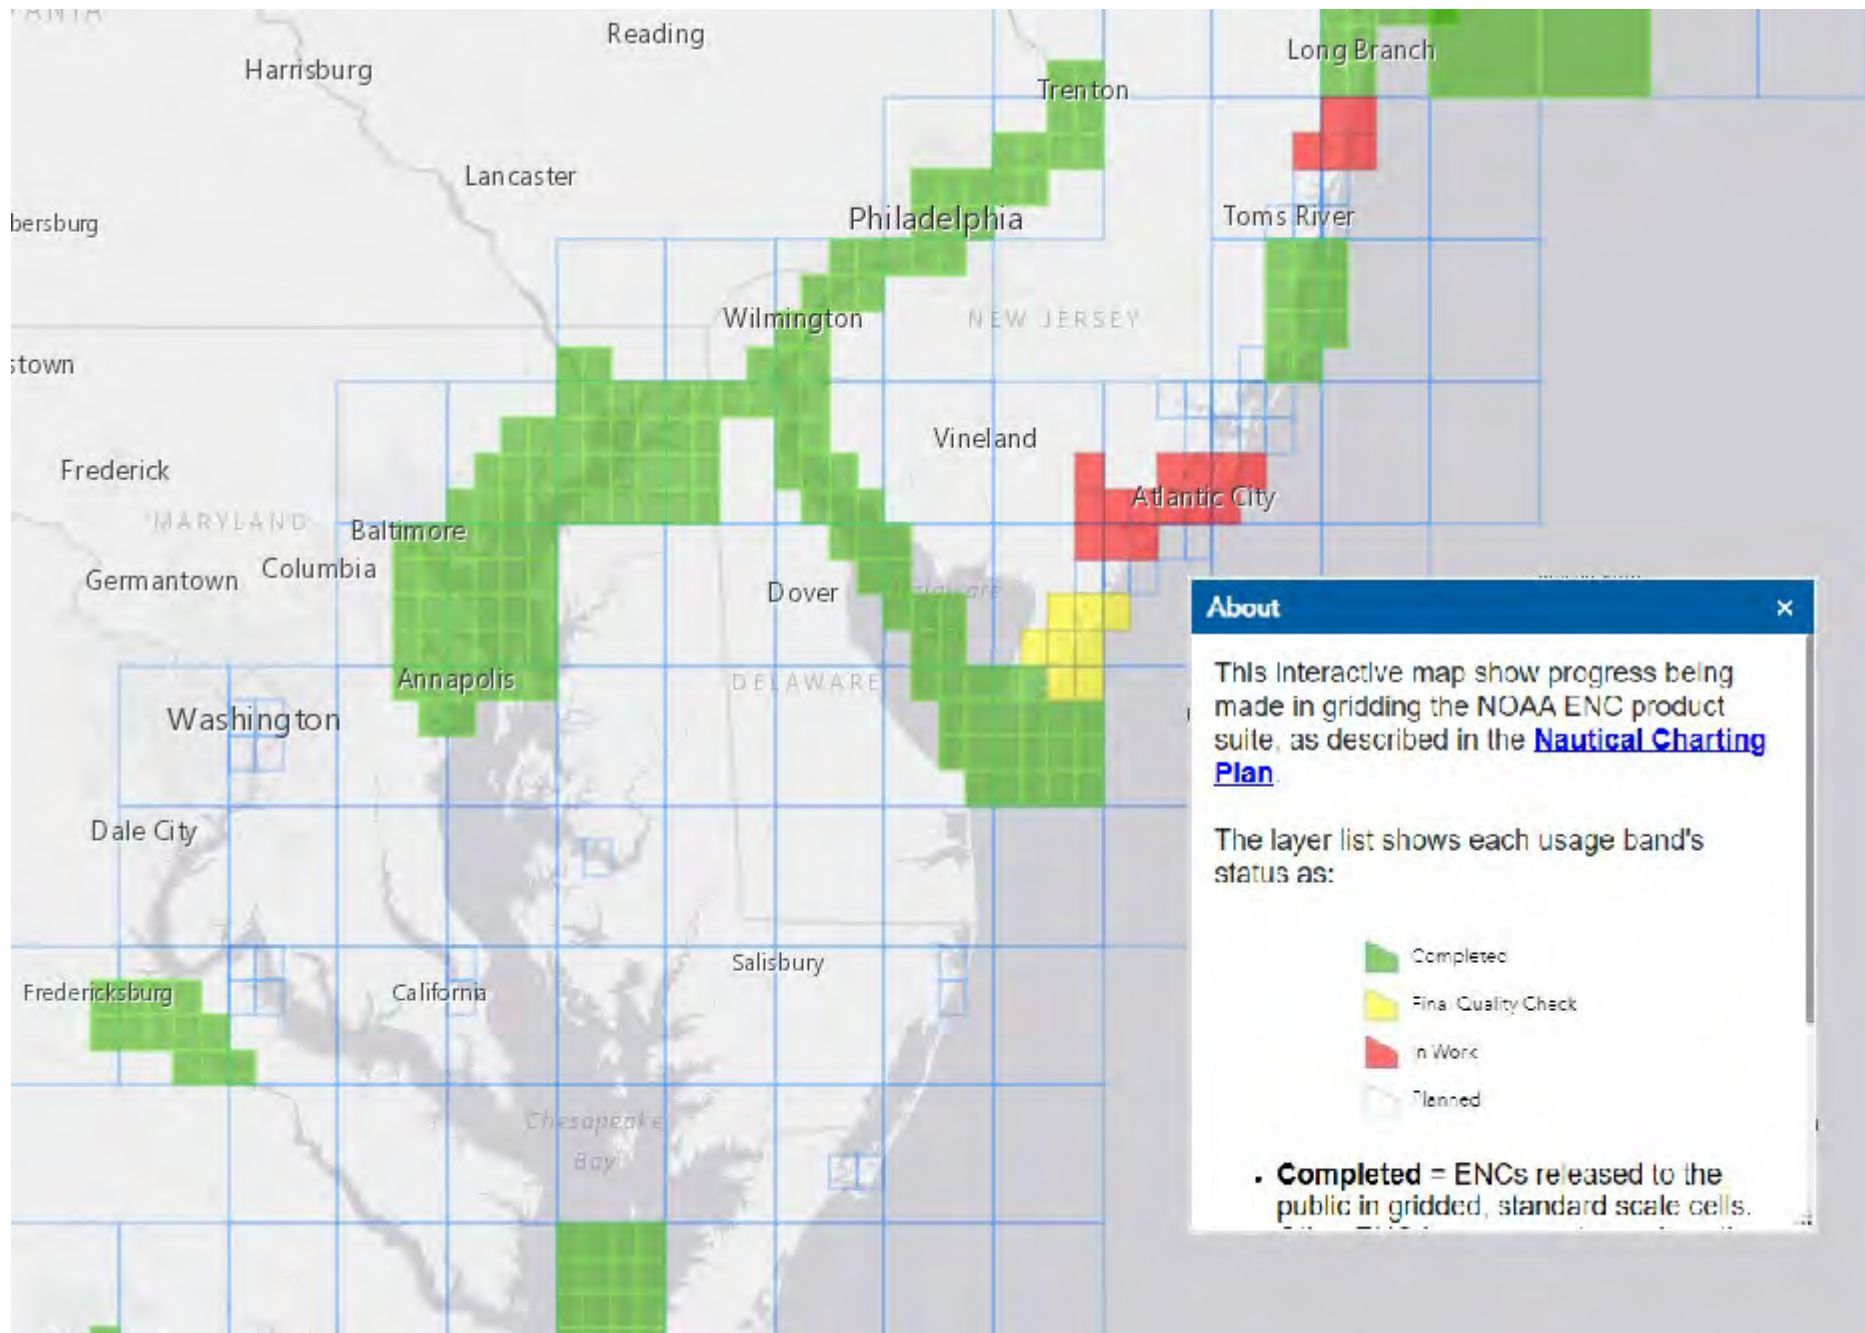 Reading
Long Branch
Harrisburg
Trenton
Lancaster
bersburg
Philadelphia
Toms River
Wilmington
NEW JERSEY
stown
Vineland
Frederick
Atlantic City
MARYLAND
Baltimore
Columbia
Germantown
Dover
Annapolis
DELAWARE
Washington
Dale City
Salisbury
Fredericksburg
California
Chesapeake
Bay
About
This interactive map show progress being
made in gridding the NOAA ENC product
suite, as described in the Nautical Charting
Plan.
The layer list shows each usage band's
status as:
Completed
Final Quality Check
In Work
Planned
• Completed = ENCs released to the
public in gridded, standard scale cells.